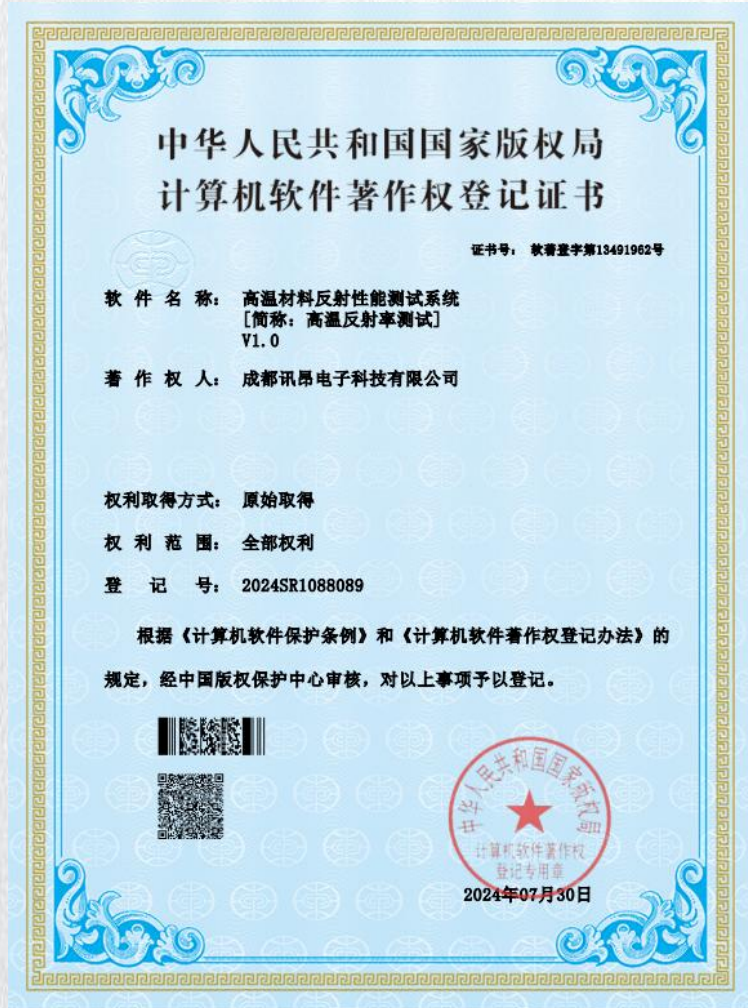 中华人民共和国国家版权局
计算机软件著作权登记证书
证书号： 软著登字第13491962号
软件名称： 高温材料反射性能测试系统
[简称：高温反射率测试]
V1.0
著作权人： 成都讯昂电子科技有限公司
权利取得方式： 原始取得
权利范围： 全部权利
登记号： 2024SR1088089
根据《计算机软件保护条例》和《计算机软件著作权登记办法》的
规定，经中国版权保护中心审核，对以上事项予以登记。
中华人民共和国国家版权局
计算机软件著作权
登记专用章
2024年07月30日